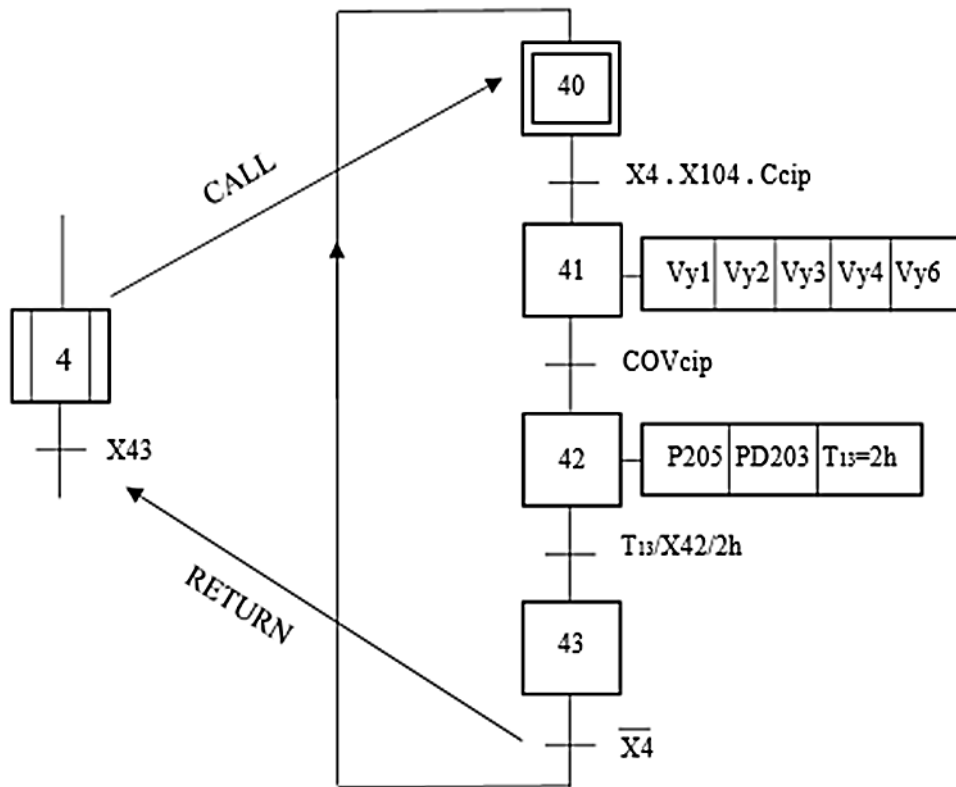 40
X4 . X104 . Ccip
CALL
41
Vy1 Vy2 Vy3 Vy4 Vy6
4
COVcip
X43
42
P205 PD203 T₁₃=2h
T₁₃/X42/2h
RETURN
43
X̅4̅